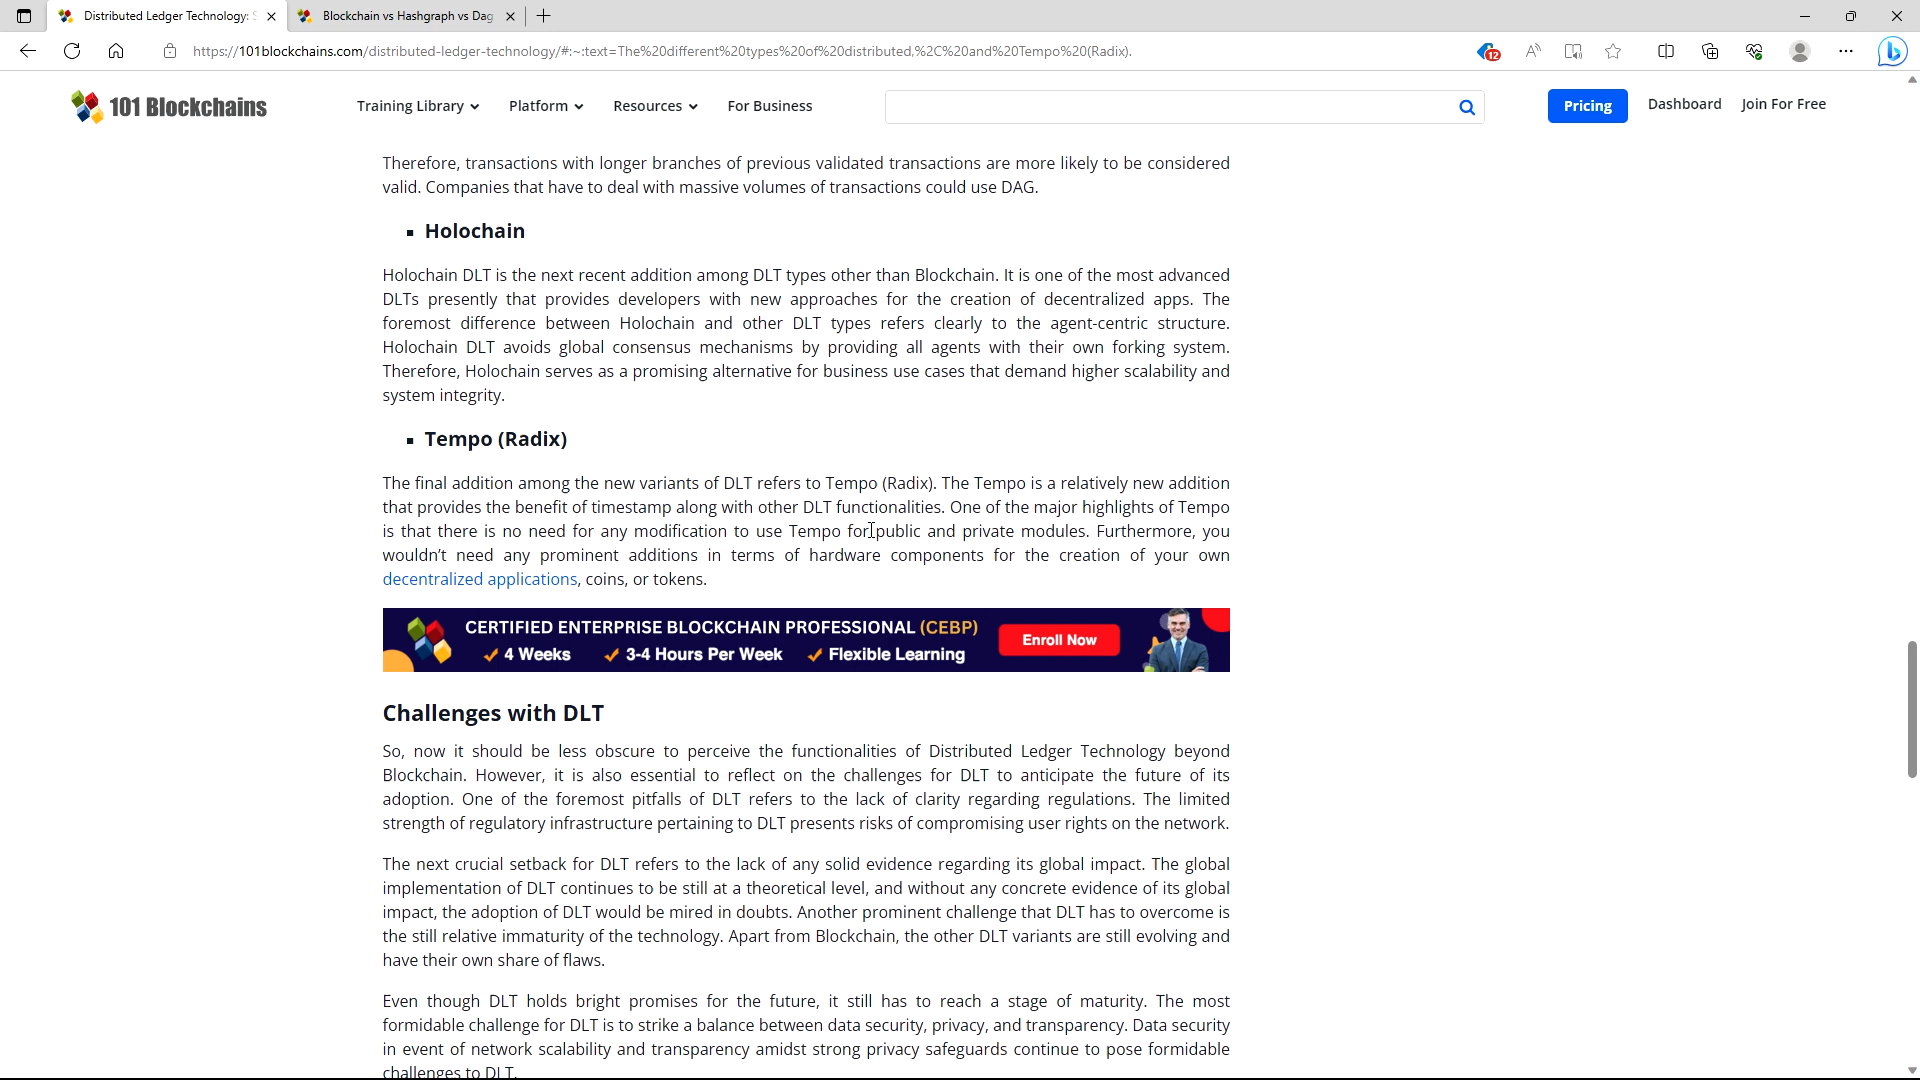 Distributed Ledger Technology: S
Blockchain vs Hashgraph vs Dag
https://101blockchains.com/distributed-ledger-technology/#:~:text=The%20different%20types%20of%20distributed,%2C%20and%20Tempo%20(Radix).
12
101 Blockchains
Training Library
Platform
Resources
For Business
Pricing
Dashboard
Join For Free
Therefore, transactions with longer branches of previous validated transactions are more likely to be considered
valid. Companies that have to deal with massive volumes of transactions could use DAG.
Holochain
Holochain DLT is the next recent addition among DLT types other than Blockchain. It is one of the most advanced
DLTs presently that provides developers with new approaches for the creation of decentralized apps. The
foremost difference between Holochain and other DLT types refers clearly to the agent-centric structure.
Holochain DLT avoids global consensus mechanisms by providing all agents with their own forking system.
Therefore, Holochain serves as a promising alternative for business use cases that demand higher scalability and
system integrity.
Tempo (Radix)
The final addition among the new variants of DLT refers to Tempo (Radix). The Tempo is a relatively new addition
that provides the benefit of timestamp along with other DLT functionalities. One of the major highlights of Tempo
is that there is no need for any modification to use Tempo for public and private modules. Furthermore, you
wouldn't need any prominent additions in terms of hardware components for the creation of your own
decentralized applications, coins, or tokens.
CERTIFIED ENTERPRISE BLOCKCHAIN PROFESSIONAL (CEBP)
4 Weeks
3-4 Hours Per Week
Flexible Learning
Enroll Now
Challenges with DLT
So, now it should be less obscure to perceive the functionalities of Distributed Ledger Technology beyond
Blockchain. However, it is also essential to reflect on the challenges for DLT to anticipate the future of its
adoption. One of the foremost pitfalls of DLT refers to the lack of clarity regarding regulations. The limited
strength of regulatory infrastructure pertaining to DLT presents risks of compromising user rights on the network.
The next crucial setback for DLT refers to the lack of any solid evidence regarding its global impact. The global
implementation of DLT continues to be still at a theoretical level, and without any concrete evidence of its global
impact, the adoption of DLT would be mired in doubts. Another prominent challenge that DLT has to overcome is
the still relative immaturity of the technology. Apart from Blockchain, the other DLT variants are still evolving and
have their own share of flaws.
Even though DLT holds bright promises for the future, it still has to reach a stage of maturity. The most
formidable challenge for DLT is to strike a balance between data security, privacy, and transparency. Data security
in event of network scalability and transparency amidst strong privacy safeguards continue to pose formidable
challenges to DLT.